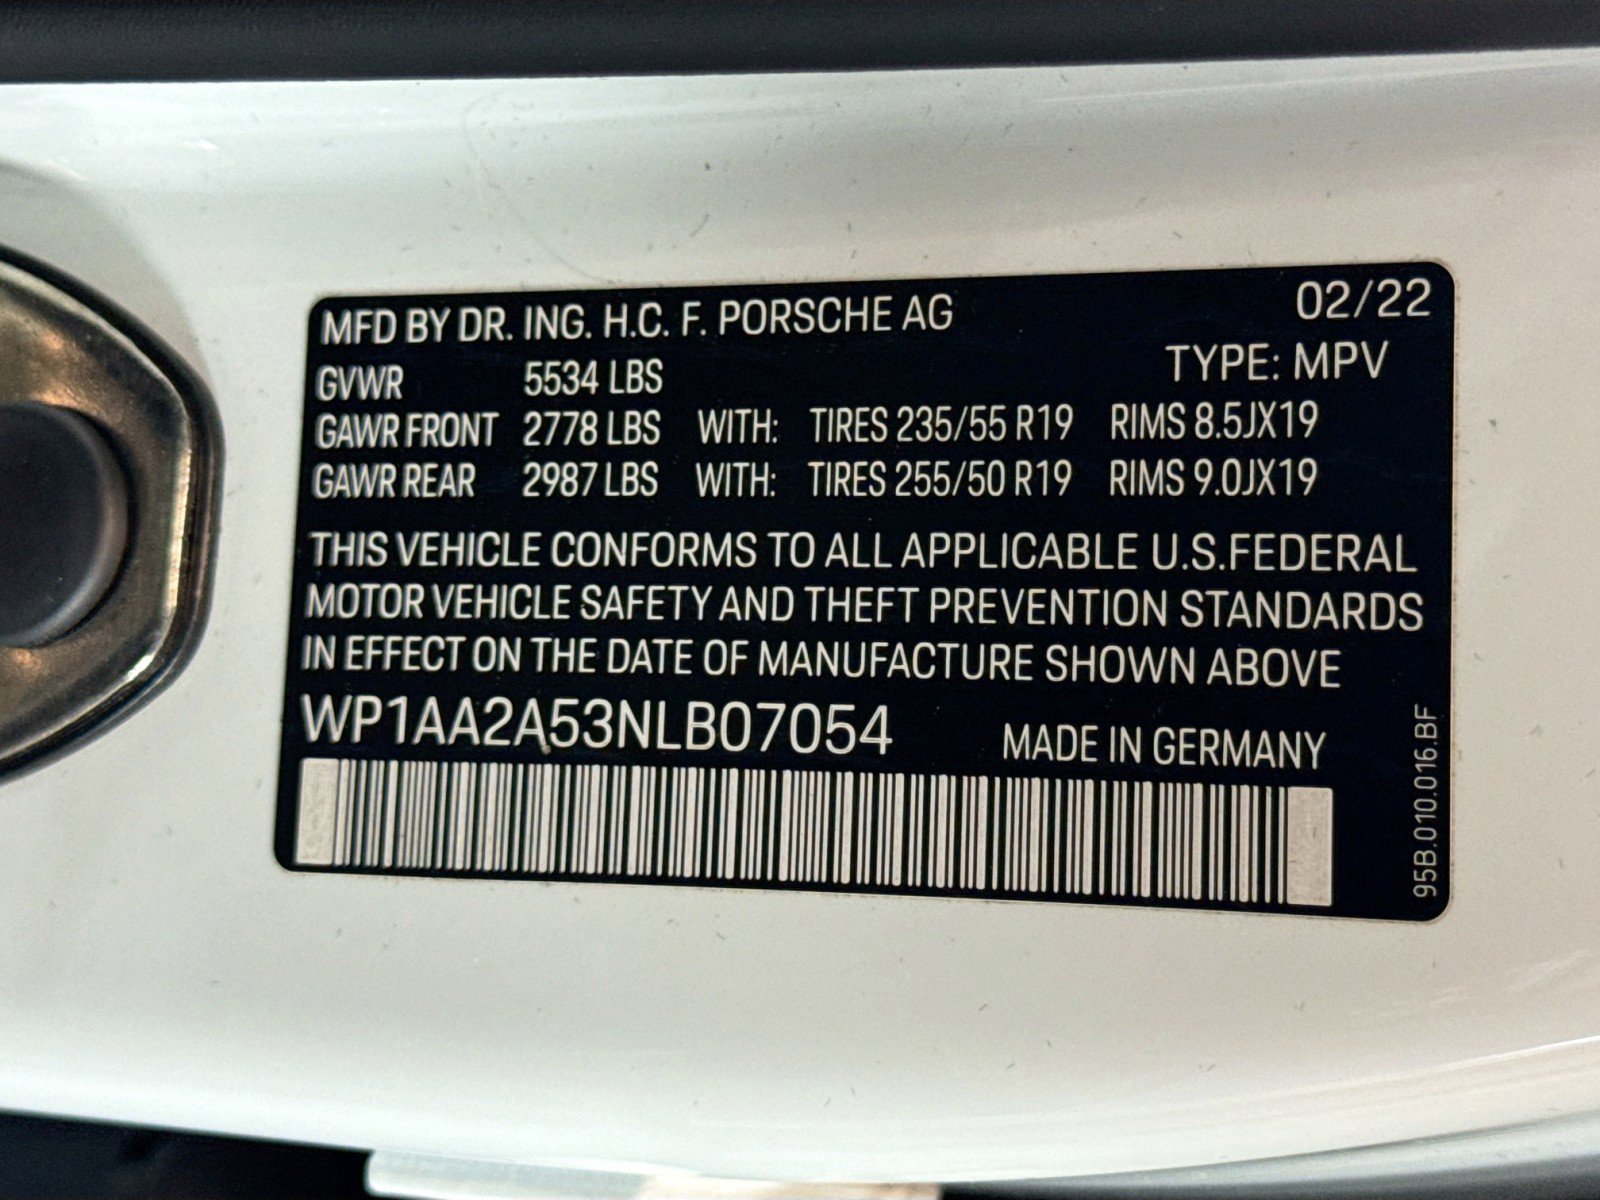 MFD BY DR. ING. H.C. F. PORSCHE AG 02/22
TYPE: MPV
GVWR 5534 LBS
GAWR FRONT 2778 LBS WITH: TIRES 235/55 R19 RIMS 8.5JX19
GAWR REAR 2987 LBS WITH: TIRES 255/50 R19 RIMS 9.0JX19
THIS VEHICLE CONFORMS TO ALL APPLICABLE U.S.FEDERAL
MOTOR VEHICLE SAFETY AND THEFT PREVENTION STANDARDS
IN EFFECT ON THE DATE OF MANUFACTURE SHOWN ABOVE
WP1AA2A53NLB07054 MADE IN GERMANY
95B.010.016.BF